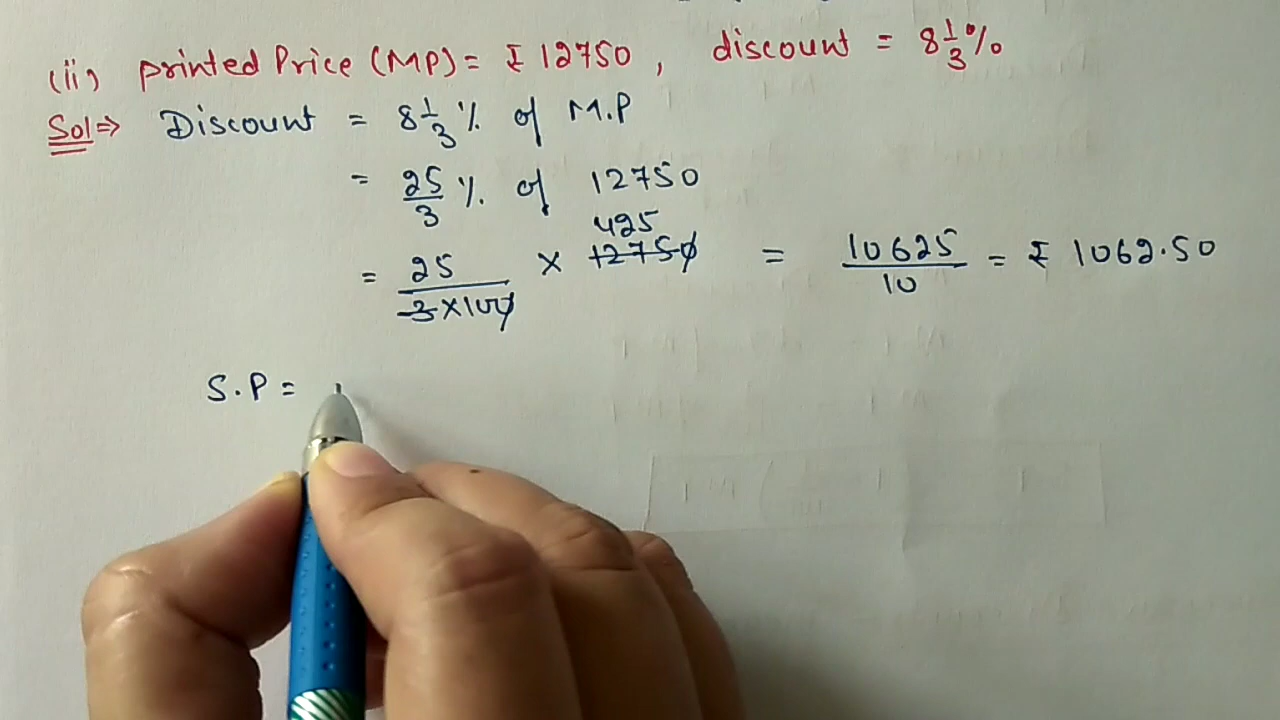 (ii) printed Price (MP) = ₹ 12750, discount = 8 1/3 %
Sol ⇒ Discount = 8 1/3 % of M.P
= 25/3 % of 12750
425
= 25/(3×100) × 12750 = 10625/10 = ₹ 1062.50
S.P =